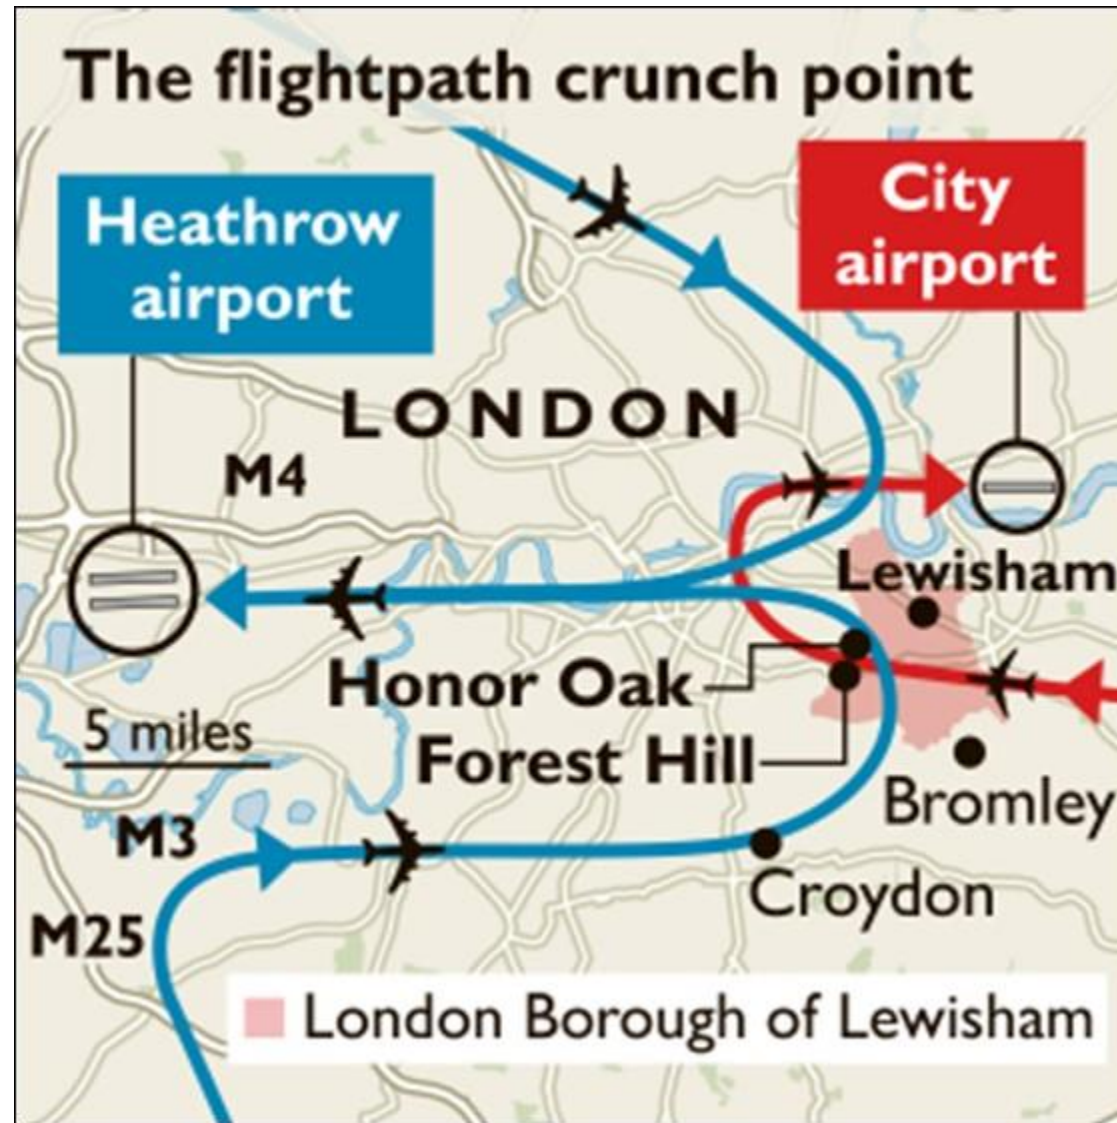 The flightpath crunch point
Heathrow
airport
City
airport
LONDON
M4
Lewisham
Honor Oak
5 miles
Forest Hill
Bromley
M3
Croydon
M25
London Borough of Lewisham